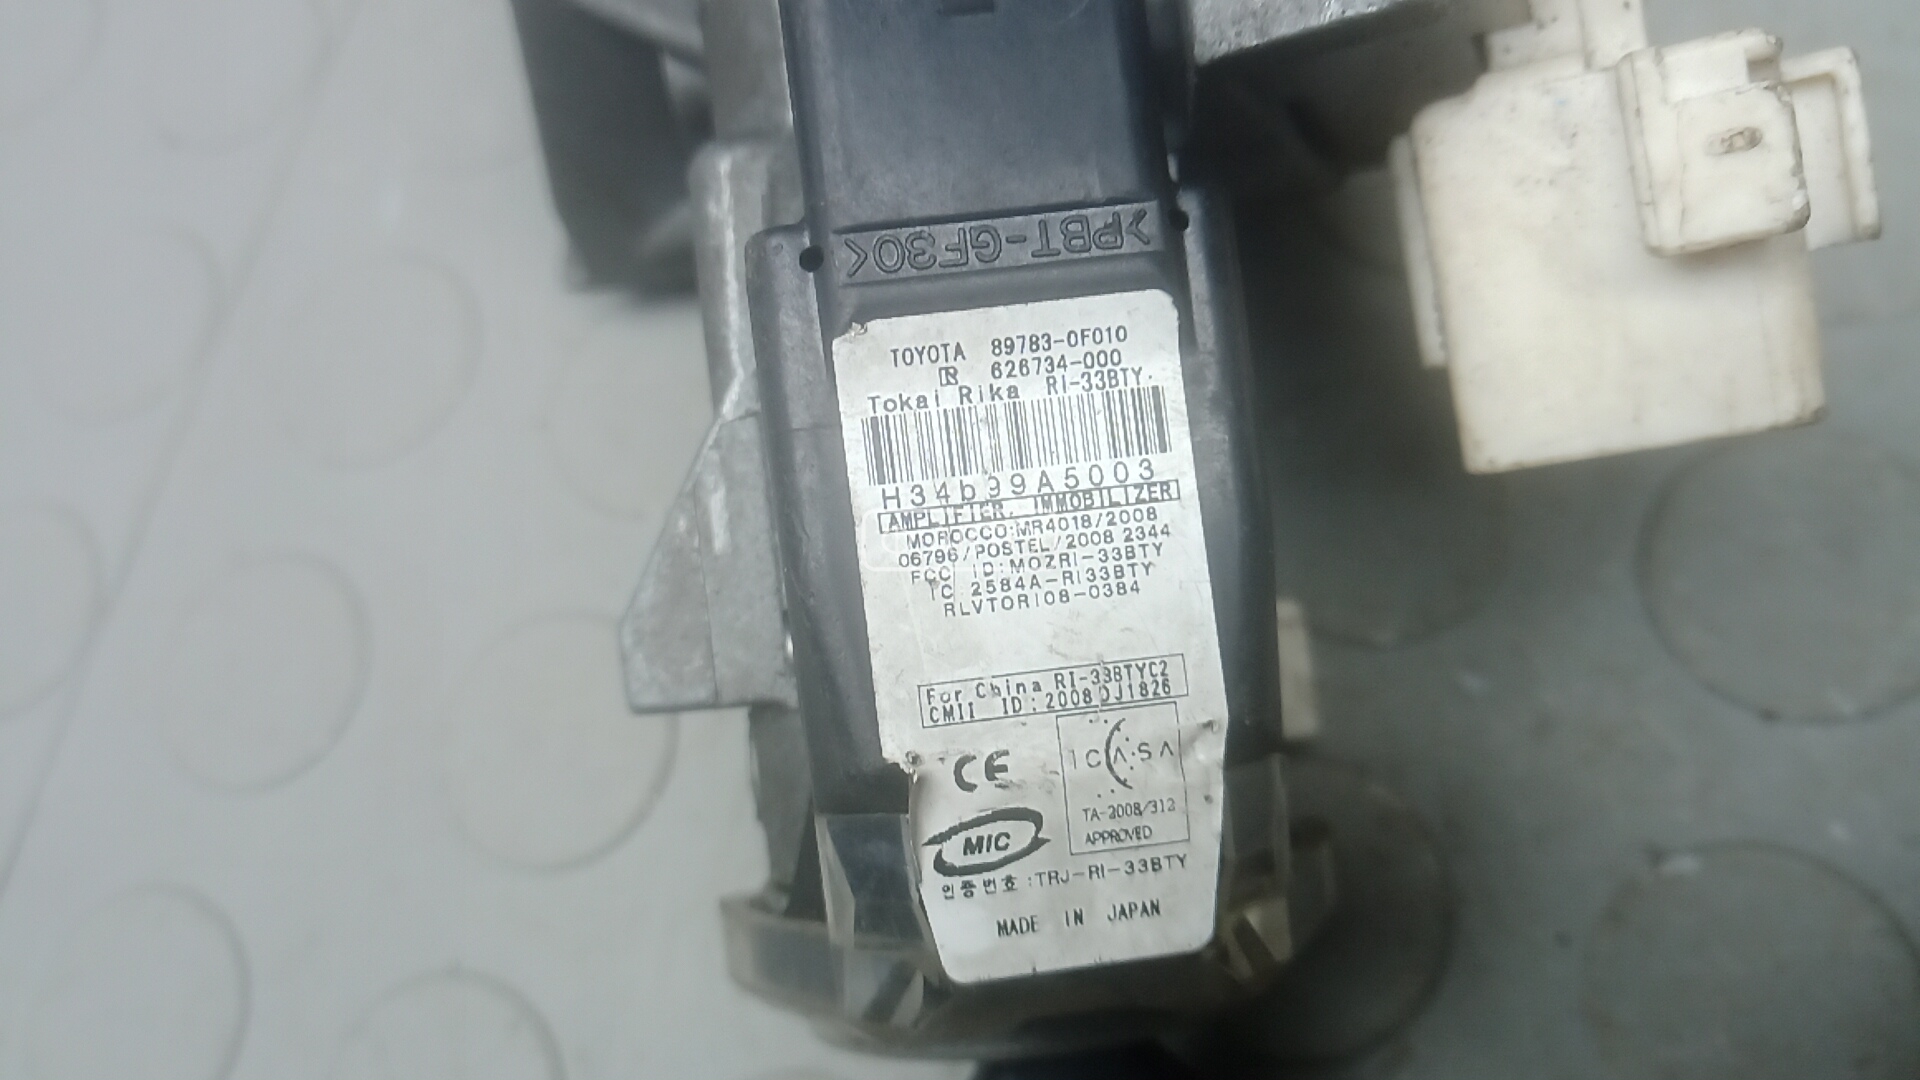 >PBT-GF30<
TOYOTA 89783-0F010
R 626734-000
Tokai Rika RI-33BTY.
H34b99A5003
AMPLIFIER, IMMOBILIZER
MOROCCO:MR4018/2008
06796/POSTEL/2008 2344
FCC ID:MOZRI-33BTY
IC 2584A-RI33BTY
RLVTORI08-0384
For China RI-33BTYC2
CMII ID:2008DJ1826
CE
ICASA
TA-2008/312
APPROVED
MIC
인증번호:TRJ-RI-33BTY
MADE IN JAPAN